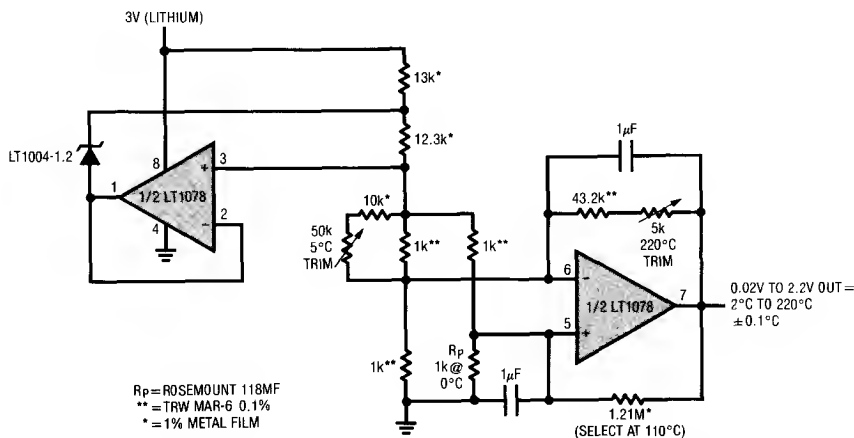 3V (LITHIUM)
13k*
LT1004-1.2
12.3k*
1µF
8
3
+
1
1/2 LT1078
2
–
4
10k*
43.2k**
50k
5°C
TRIM
1k**
1k**
5k
220°C
TRIM
6
–
1/2 LT1078
7
5
+
0.02V TO 2.2V OUT =
2°C TO 220°C
±0.1°C
1k**
RP
1k @
0°C
1µF
1.21M*
(SELECT AT 110°C)
RP = ROSEMOUNT 118MF
** = TRW MAR-6 0.1%
* = 1% METAL FILM